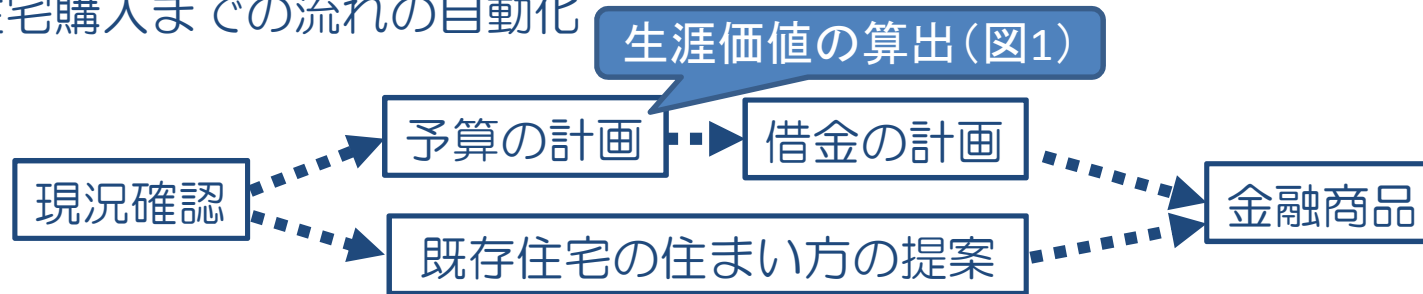 宅購入までの流れの自動化
生涯価値の算出（図1）
予算の計画
借金の計画
現況確認
金融商品
既存住宅の住まい方の提案